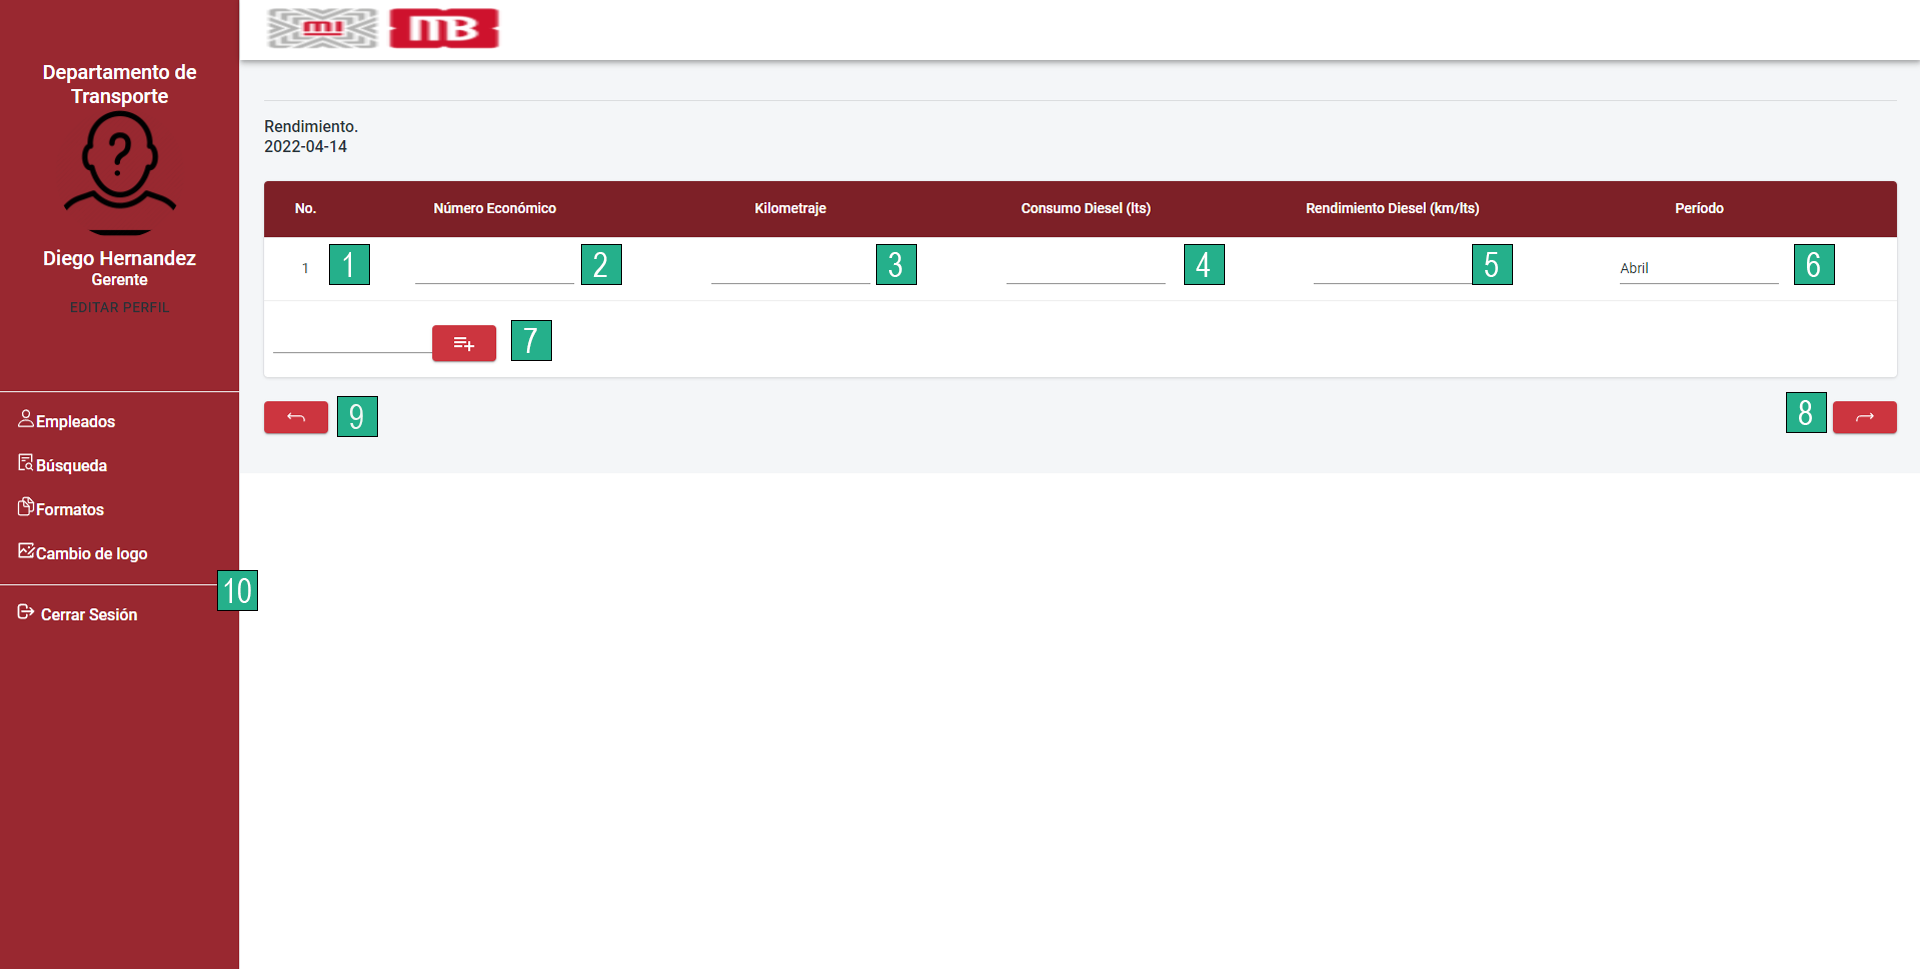 MI MB
Departamento de
Transporte
?
Diego Hernandez
Gerente
EDITAR PERFIL
Empleados
Búsqueda
Formatos
Cambio de logo
10
Cerrar Sesión
Rendimiento.
2022-04-14
No. Número Económico Kilometraje Consumo Diesel (lts) Rendimiento Diesel (km/lts) Período
1 1 2 3 4 5 Abril 6
7
9 8